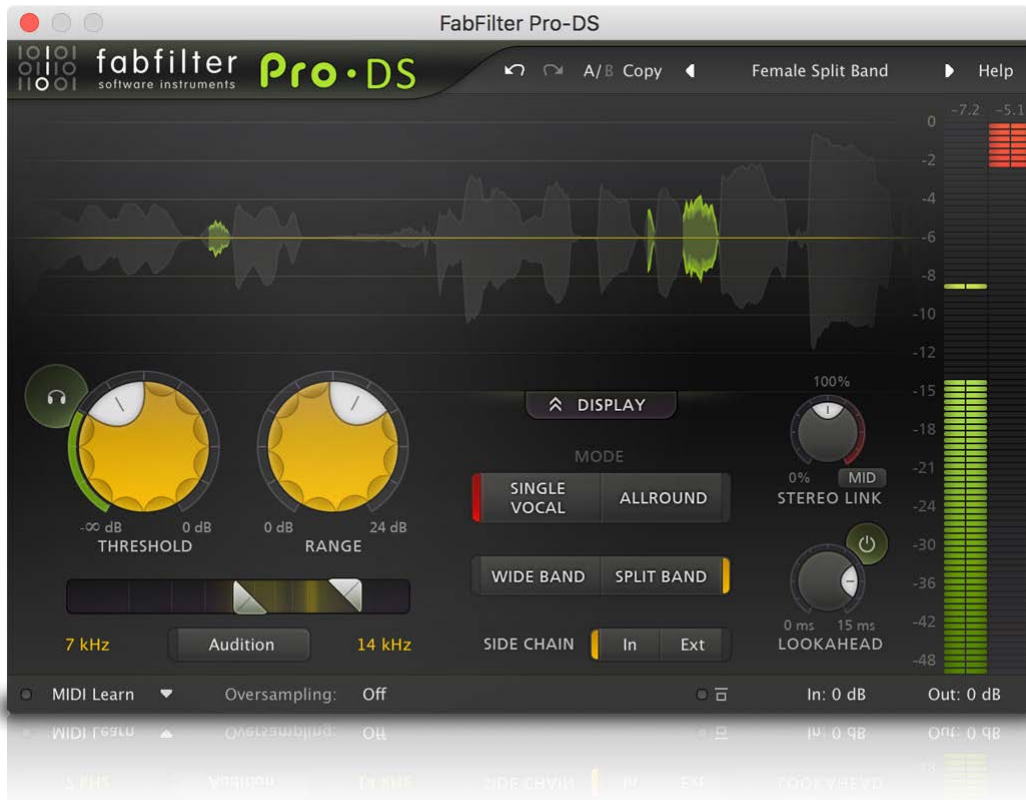 FabFilter Pro-DS
fabfilter
software instruments
Pro·DS
A/B Copy
Female Split Band
Help
-7.2 -5.1
0
-2
-4
-6
-8
-10
-12
-15
-18
-21
-24
-30
-36
-42
-48
DISPLAY
-∞ dB 0 dB
THRESHOLD
0 dB 24 dB
RANGE
MODE
SINGLE
VOCAL
ALLROUND
WIDE BAND
SPLIT BAND
SIDE CHAIN
In
Ext
100%
0%
MID
STEREO LINK
0 ms 15 ms
LOOKAHEAD
7 kHz
Audition
14 kHz
MIDI Learn
Oversampling: Off
In: 0 dB
Out: 0 dB